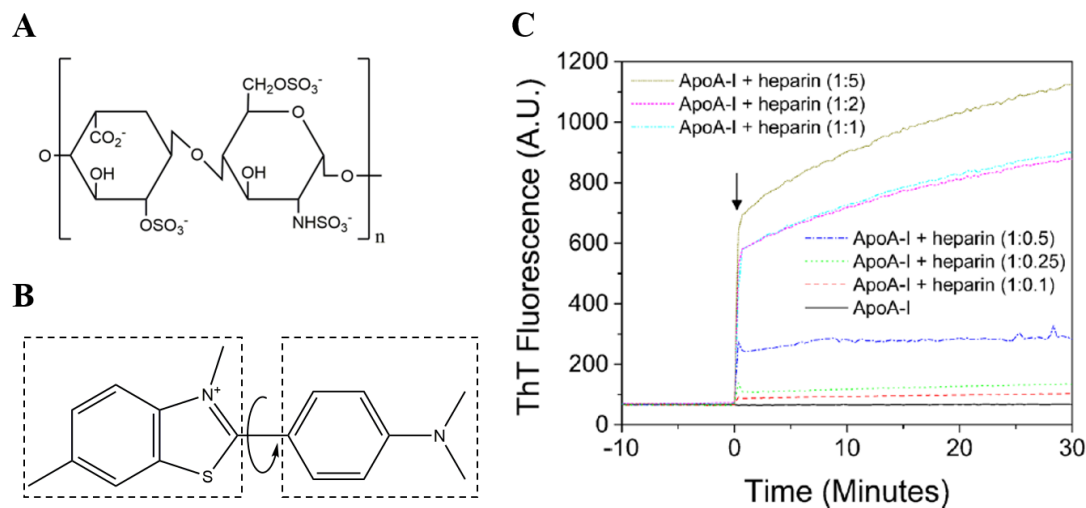 A
CH₂OSO₃⁻
O
CO₂⁻
O
OH
OH
O
O
OSO₃⁻
NHSO₃⁻
n
B
N⁺
S
N
C
ThT Fluorescence (A.U.)
1200
1000
800
600
400
200
0
ApoA-I + heparin (1:5)
ApoA-I + heparin (1:2)
ApoA-I + heparin (1:1)
ApoA-I + heparin (1:0.5)
ApoA-I + heparin (1:0.25)
ApoA-I + heparin (1:0.1)
ApoA-I
-10 0 10 20 30
Time (Minutes)